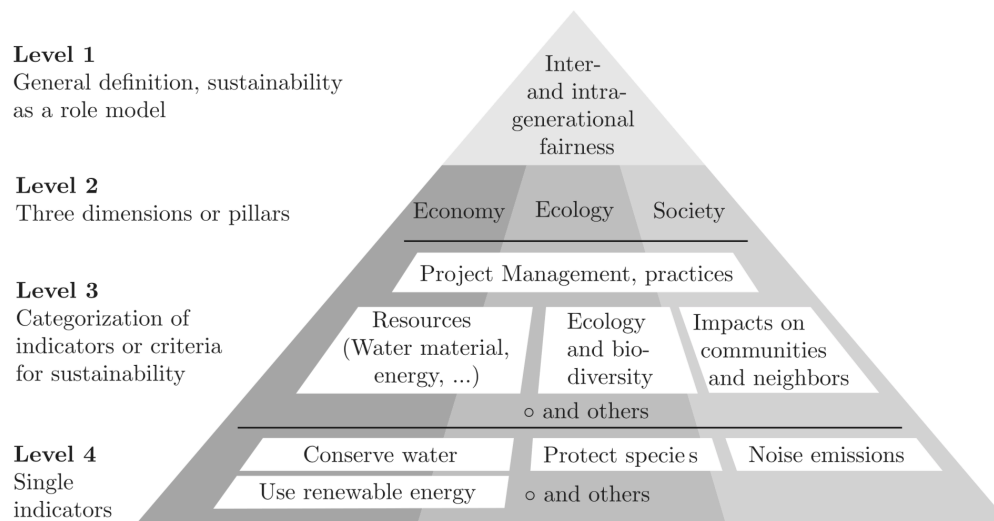 Level 1
General definition, sustainability
as a role model
Inter-
and intra-
generational
fairness
Level 2
Three dimensions or pillars
Economy Ecology Society
Level 3
Categorization of
indicators or criteria
for sustainability
Project Management, practices
Resources
(Water material,
energy, ...)
Ecology
and bio-
diversity
Impacts on
communities
and neighbors
○ and others
Level 4
Single
indicators
Conserve water
Protect species
Noise emissions
Use renewable energy
○ and others